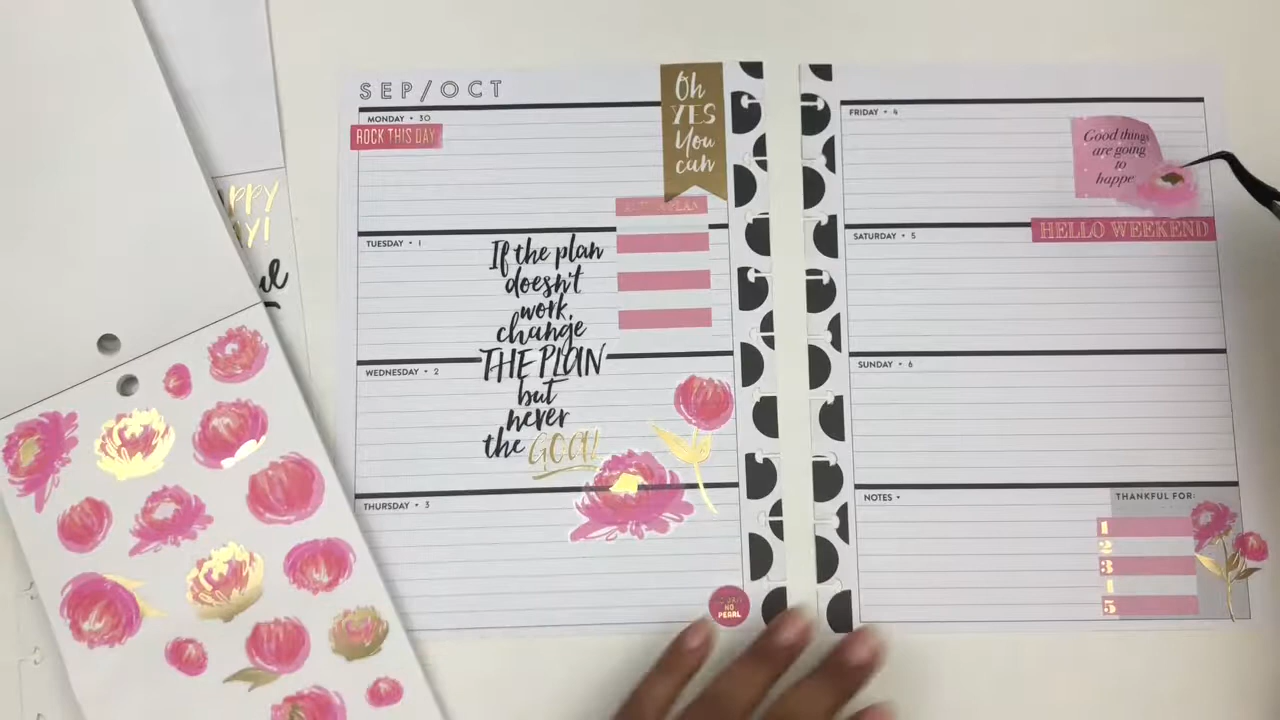 SEP/OCT
MONDAY • 30
ROCK THIS DAY
Oh
YES
You
can
PLAN
TUESDAY • 1
If the plan
doesn't
work,
change
THE PLAN
but
never
the GOAL
WEDNESDAY • 2
THURSDAY • 3
NO
PEARL
FRIDAY • 4
Good things
are going
to
happe
SATURDAY • 5
HELLO WEEKEND
SUNDAY • 6
NOTES •
THANKFUL FOR:
1
2
3
4
5
PPY